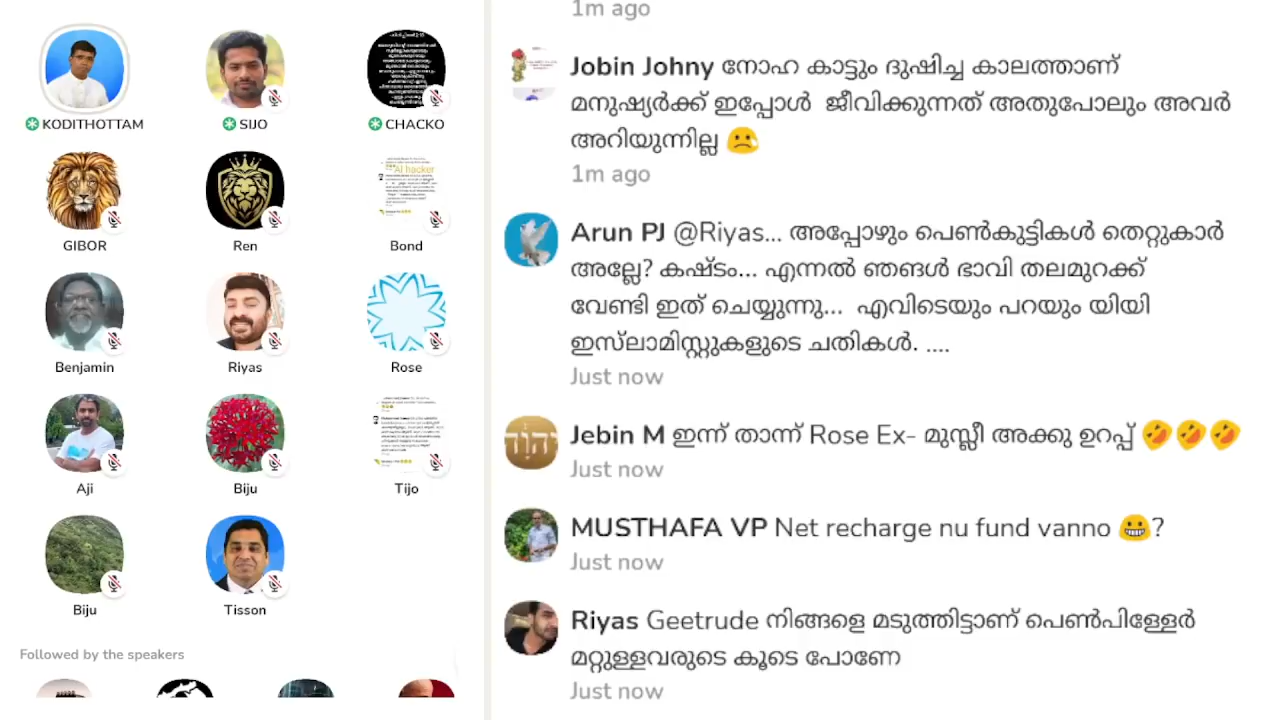 KODITHOTTAM
SIJO
CHACKO
GIBOR
Ren
AI hacker
Bond
Benjamin
Riyas
Rose
Aji
Biju
Tijo
Biju
Tisson
Followed by the speakers
1m ago
Jobin Johny നോഹ കാട്ടും ദുഷിച്ച കാലത്താണ്
മനുഷ്യർക്ക് ഇപ്പോൾ ജീവിക്കുന്നത് അതുപോലും അവർ
അറിയുന്നില്ല 😢
1m ago
Arun PJ @Riyas... അപ്പോഴും പെൺകുട്ടികൾ തെറ്റുകാർ
അല്ലേ? കഷ്ടം... എന്നൽ ഞങൾ ഭാവി തലമുറക്ക്
വേണ്ടി ഇത് ചെയ്യുന്നു... എവിടെയും പറയും യിയി
ഇസ്ലാമിസ്റ്റുകളുടെ ചതികൾ. ....
Just now
Jebin M ഇന്ന് താന്ന് Rose Ex- മുസ്ലീ അക്കു ഉറപ്പ് 🤣🤣🤣
Just now
MUSTHAFA VP Net recharge nu fund vanno 😬?
Just now
Riyas Geetrude നിങ്ങളെ മടുത്തിട്ടാണ് പെൺപിള്ളേർ
മറ്റുള്ളവരുടെ കൂടെ പോണേ
Just now